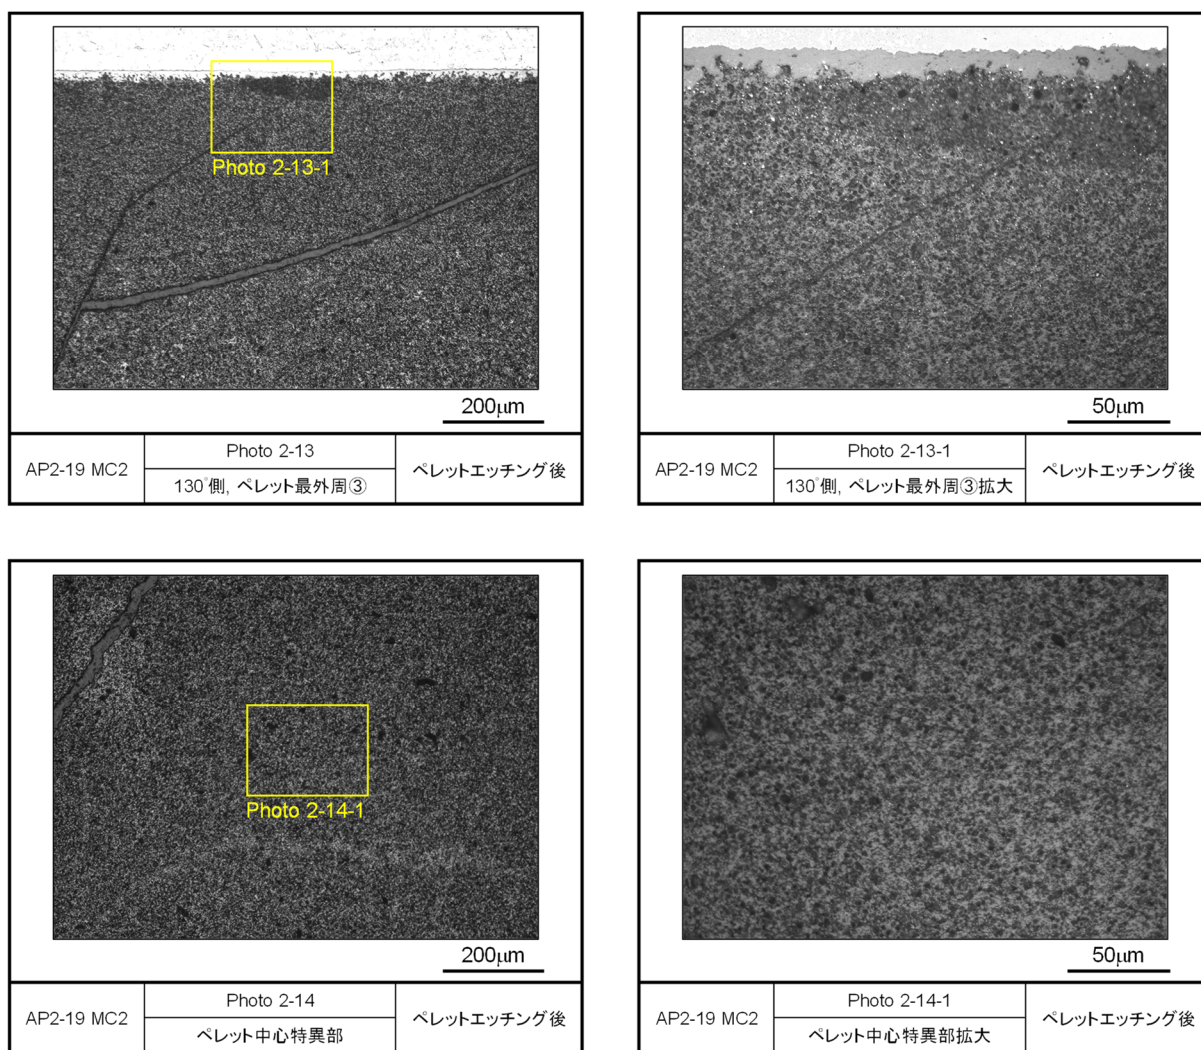 Photo 2-13-1
200μm
AP2-19 MC2
Photo 2-13
130°側, ペレット最外周③
ペレットエッチング後
50μm
AP2-19 MC2
Photo 2-13-1
130°側, ペレット最外周③拡大
ペレットエッチング後
Photo 2-14-1
200μm
AP2-19 MC2
Photo 2-14
ペレット中心特異部
ペレットエッチング後
50μm
AP2-19 MC2
Photo 2-14-1
ペレット中心特異部拡大
ペレットエッチング後